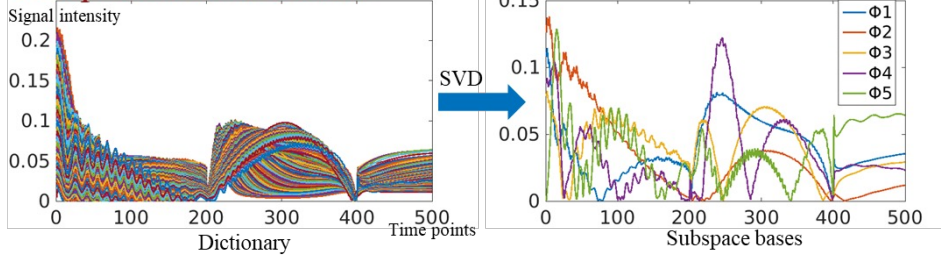 Signal intensity
0.2
0.15
0.1
0.05
0
0 100 200 300 400 500
Time points
Dictionary
SVD
0.15
0.1
0.05
0
0 100 200 300 400 500
Subspace bases
Φ1
Φ2
Φ3
Φ4
Φ5